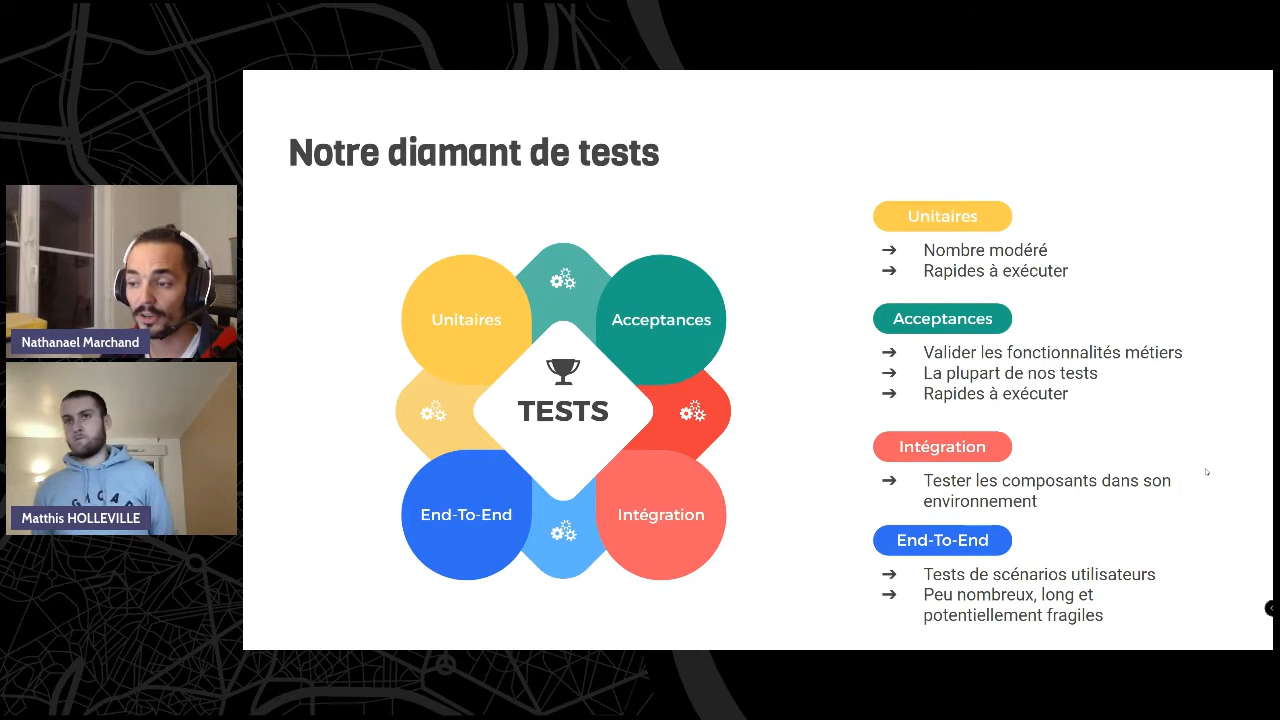 Notre diamant de tests
Unitaires
Acceptances
TESTS
End-To-End
Intégration
Unitaires
➔ Nombre modéré
➔ Rapides à exécuter
Acceptances
➔ Valider les fonctionnalités métiers
➔ La plupart de nos tests
➔ Rapides à exécuter
Intégration
➔ Tester les composants dans son
environnement
End-To-End
➔ Tests de scénarios utilisateurs
➔ Peu nombreux, long et
potentiellement fragiles
Nathanael Marchand
Matthis HOLLEVILLE